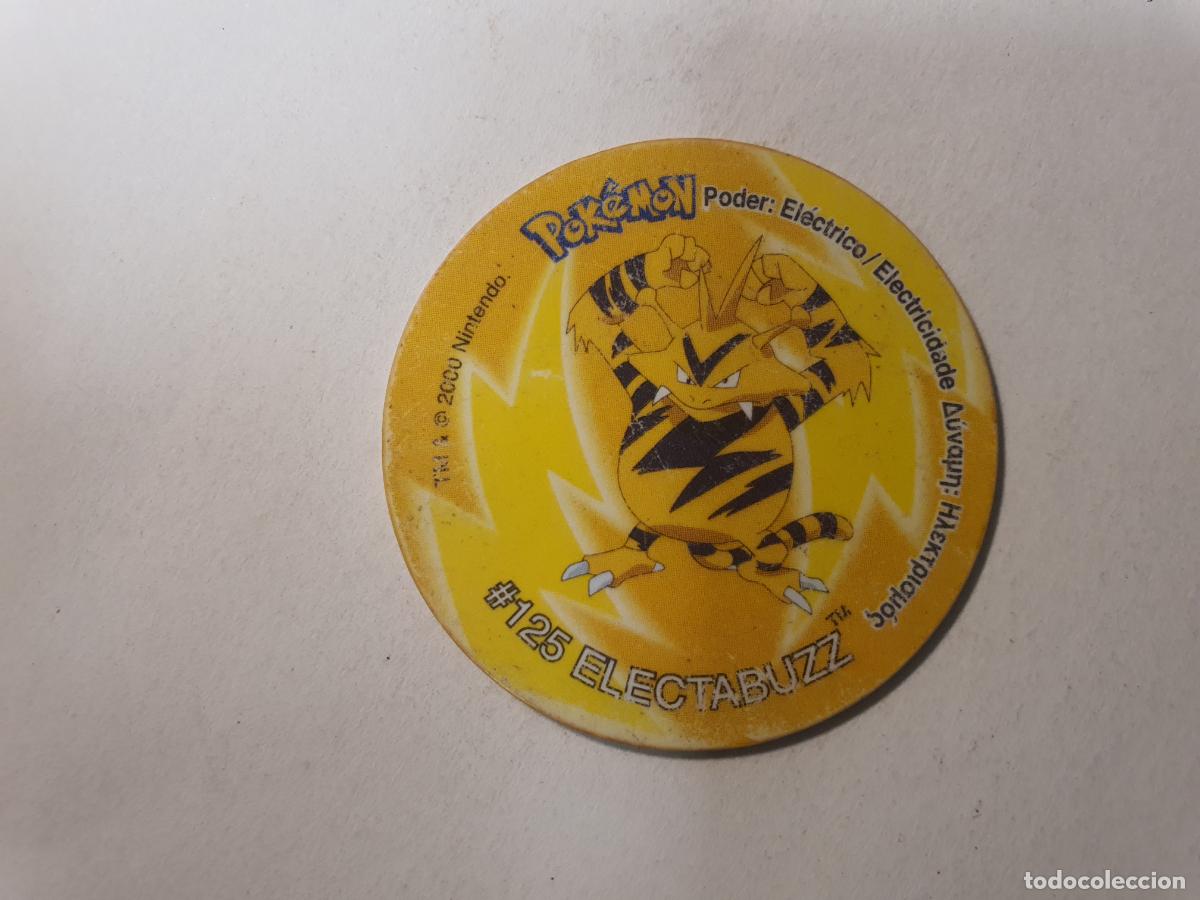 POKéMON
Poder: Eléctrico / Electricidade Δύναμη: Ηλεκτρισμός
TM & © 2000 Nintendo.
#125 ELECTABUZZ™
todocoleccion